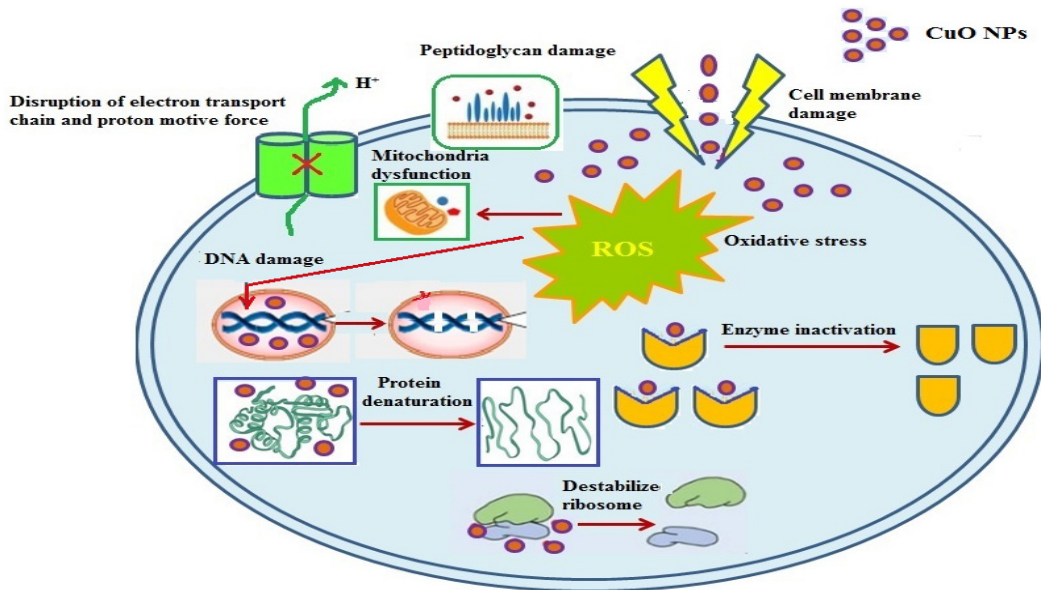 CuO NPs
Peptidoglycan damage
H⁺
Disruption of electron transport
chain and proton motive force
Cell membrane
damage
Mitochondria
dysfunction
ROS
Oxidative stress
DNA damage
Enzyme inactivation
Protein
denaturation
Destabilize
ribosome